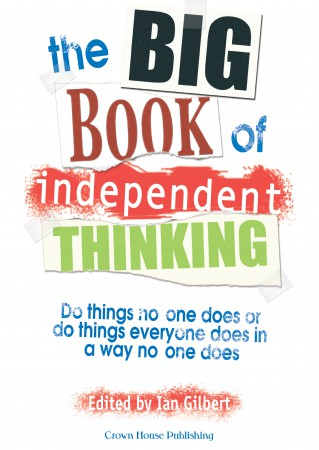 the BIG
BOOK of
independent
THINKING
Do things no one does or
do things everyone does in
a way no one does
Edited by Ian Gilbert
Crown House Publishing